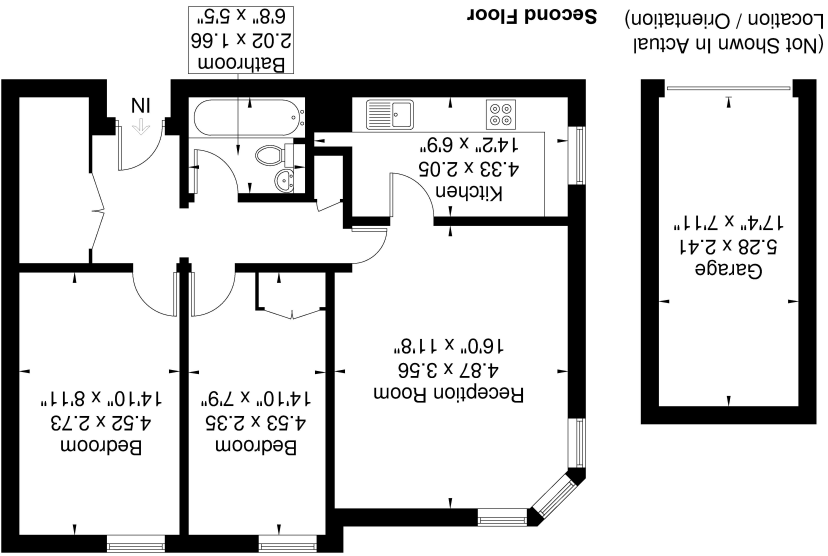 (Not Shown In Actual
Location / Orientation)
Garage
5.28 x 2.41
17'4" x 7'11"
Second Floor
Reception Room
4.87 x 3.56
16'0" x 11'8"
Kitchen
4.33 x 2.05
14'2" x 6'9"
Bedroom
4.53 x 2.35
14'10" x 7'9"
Bedroom
4.52 x 2.73
14'10" x 8'11"
Bathroom
2.02 x 1.66
6'8" x 5'5"
IN